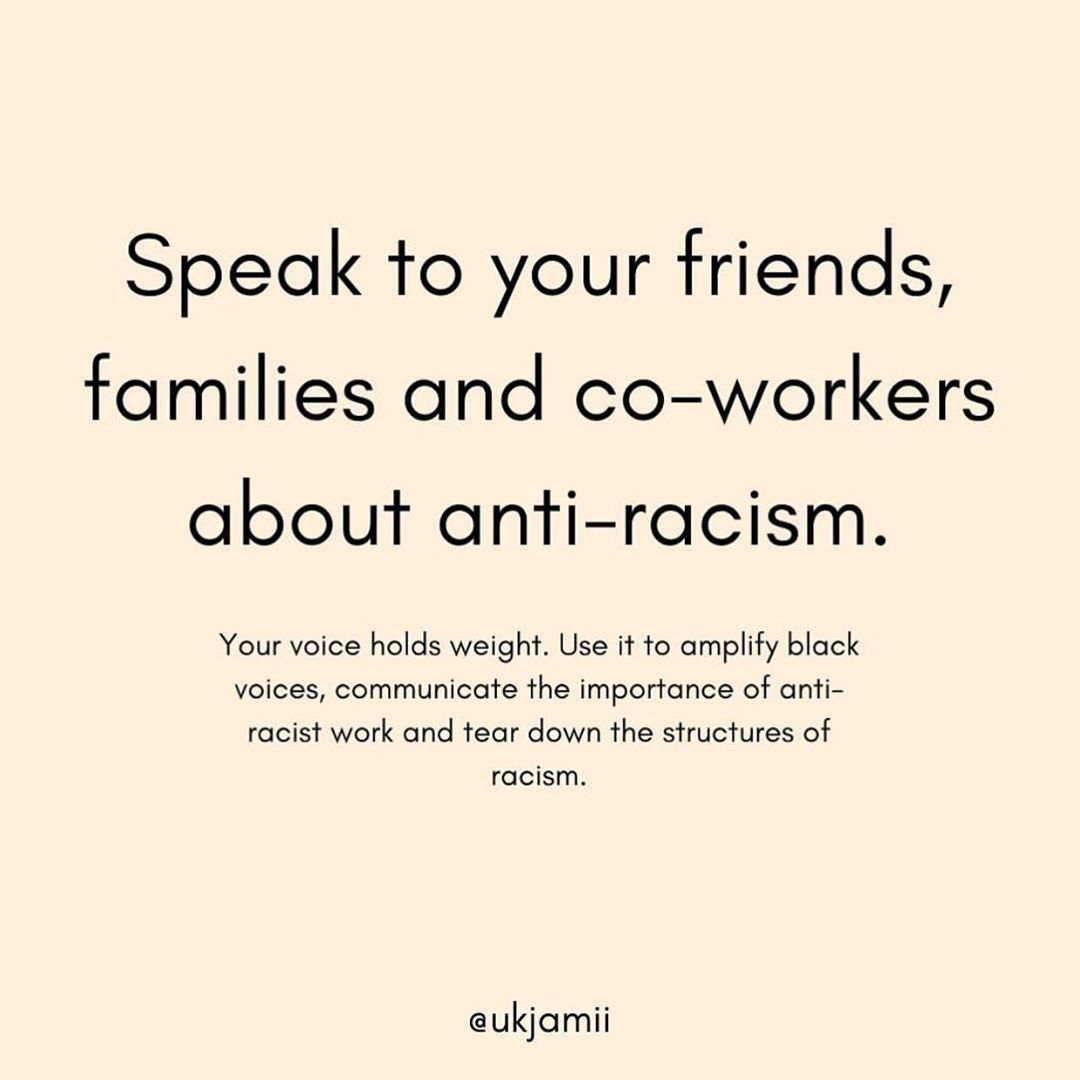 Speak to your friends,
families and co-workers
about anti-racism.
Your voice holds weight. Use it to amplify black
voices, communicate the importance of anti-
racist work and tear down the structures of
racism.
@ukjamii